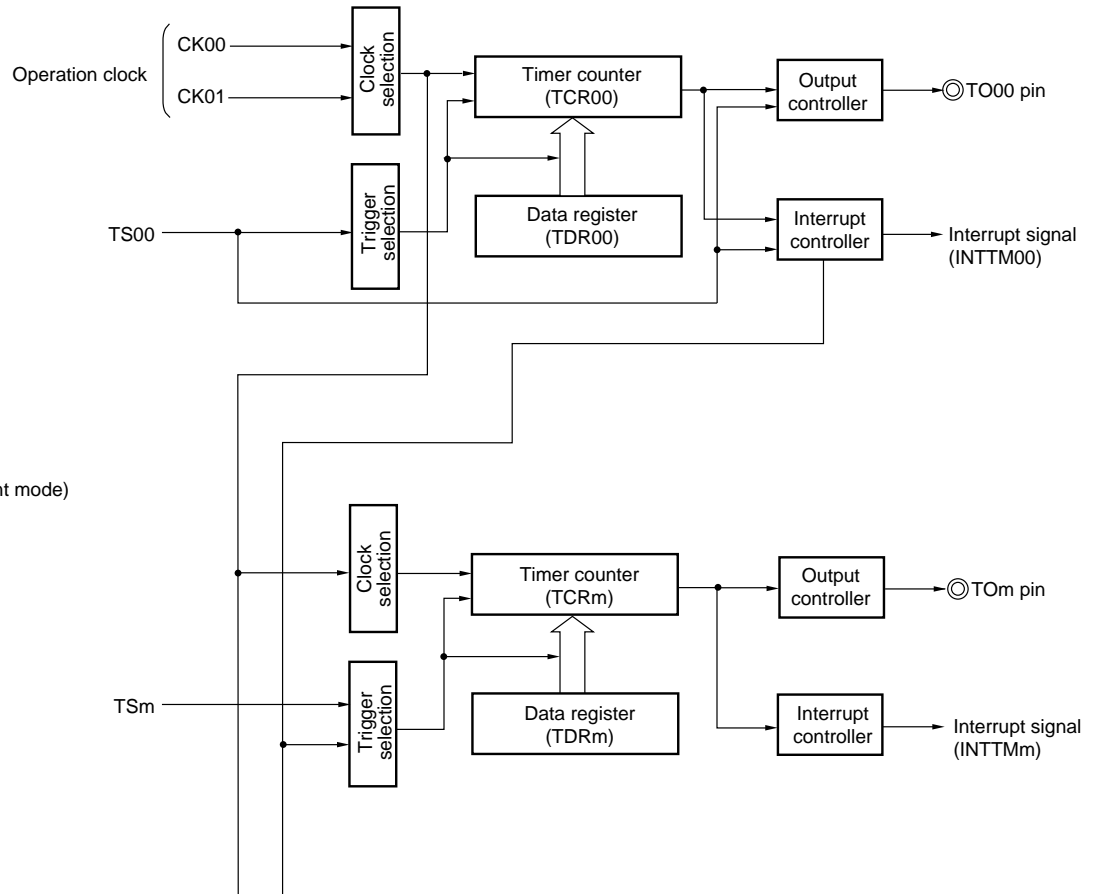 Operation clock
CK00
CK01
Clock
selection
Timer counter
(TCR00)
Output
controller
TO00 pin
TS00
Trigger
selection
Data register
(TDR00)
Interrupt
controller
Interrupt signal
(INTTM00)
nt mode)
Clock
selection
Timer counter
(TCRm)
Output
controller
TOm pin
TSm
Trigger
selection
Data register
(TDRm)
Interrupt
controller
Interrupt signal
(INTTMm)